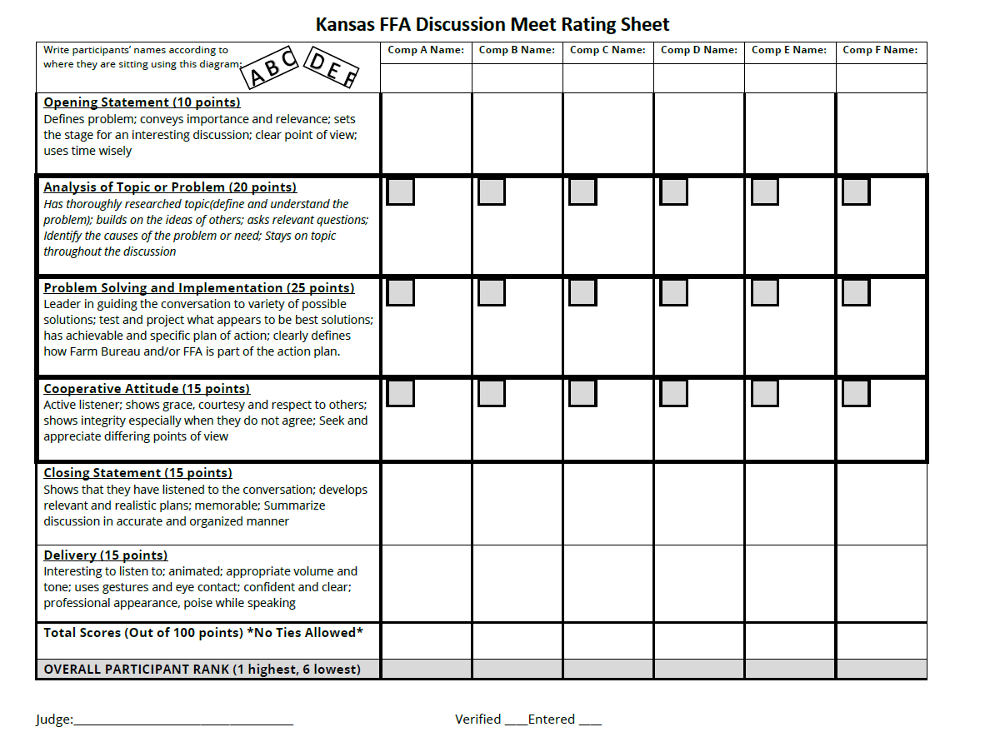 Kansas FFA Discussion Meet Rating Sheet
Write participants’ names according to
where they are sitting using this diagram:
A B C
D E F
Comp A Name:
Comp B Name:
Comp C Name:
Comp D Name:
Comp E Name:
Comp F Name:
Opening Statement (10 points)
Defines problem; conveys importance and relevance; sets
the stage for an interesting discussion; clear point of view;
uses time wisely
Analysis of Topic or Problem (20 points)
Has thoroughly researched topic(define and understand the
problem); builds on the ideas of others; asks relevant questions;
Identify the causes of the problem or need; Stays on topic
throughout the discussion
Problem Solving and Implementation (25 points)
Leader in guiding the conversation to variety of possible
solutions; test and project what appears to be best solutions;
has achievable and specific plan of action; clearly defines
how Farm Bureau and/or FFA is part of the action plan.
Cooperative Attitude (15 points)
Active listener; shows grace, courtesy and respect to others;
shows integrity especially when they do not agree; Seek and
appreciate differing points of view
Closing Statement (15 points)
Shows that they have listened to the conversation; develops
relevant and realistic plans; memorable; Summarize
discussion in accurate and organized manner
Delivery (15 points)
Interesting to listen to; animated; appropriate volume and
tone; uses gestures and eye contact; confident and clear;
professional appearance, poise while speaking
Total Scores (Out of 100 points) *No Ties Allowed*
OVERALL PARTICIPANT RANK (1 highest, 6 lowest)
Judge:__________________________________ Verified ____Entered ____